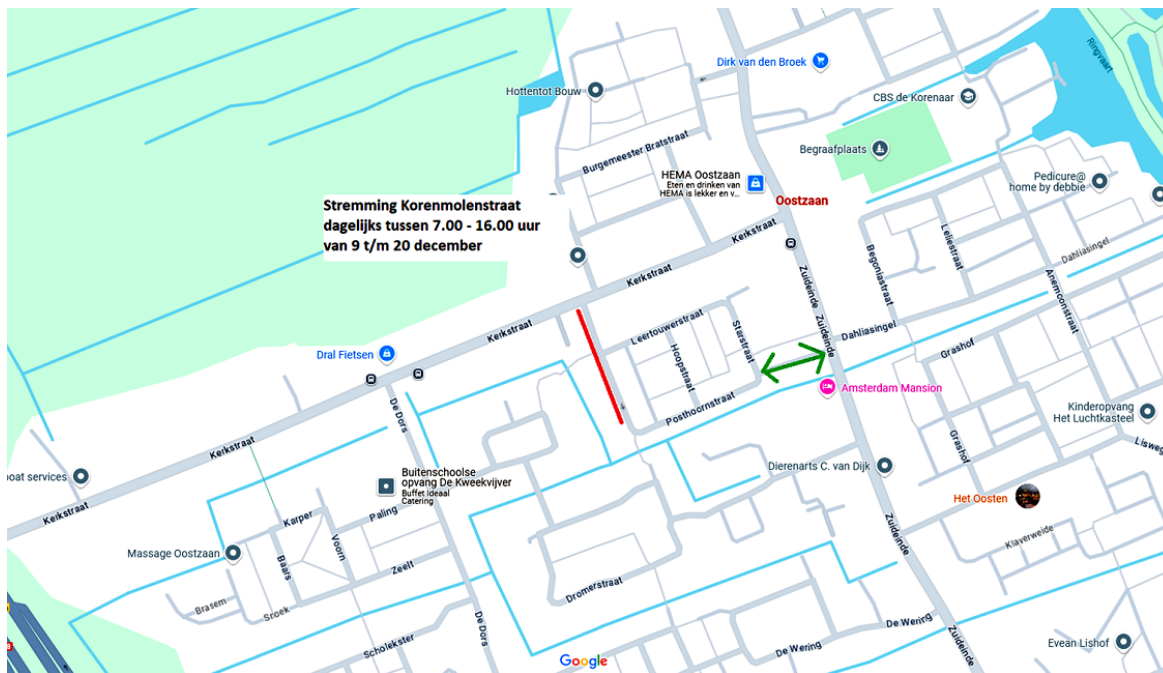 Ringvaart
Dirk van den Broek
Hottentot Bouw
CBS de Korenaar
Burgemeester Bratstraat
Begraafplaats
HEMA Oostzaan
Eten en drinken van
HEMA is lekker en v...
Pedicure@
home by debbie
Oostzaan
Stremming Korenmolenstraat
dagelijks tussen 7.00 - 16.00 uur
van 9 t/m 20 december
Kerkstraat
Kerkstraat
Kerkstraat
Kerkstraat
Kerkstraat
Zuideinde
Zuideinde
Begoniastraat
Leliestraat
Dahliasingel
Anemoonstraat
Dahliasingel
Leertouwerstraat
Starstraat
Hoopstraat
Posthoornstraat
Dral Fietsen
Grashof
Amsterdam Mansion
Kinderopvang
Het Luchtkasteel
Lisweg
De Dors
Grashof
Dierenarts C. van Dijk
Buitenschoolse
opvang De Kweekvijver
Buffet Ideaal
Catering
oat services
Het Oosten
Karper
Paling
Voorn
Zuideinde
Klaverweide
Massage Oostzaan
Baars
Zeelt
Brasem
Snoek
Dromerstraat
De Dors
Scholekster
De Wering
De Wering
Zuideinde
Evean Lishof
Google